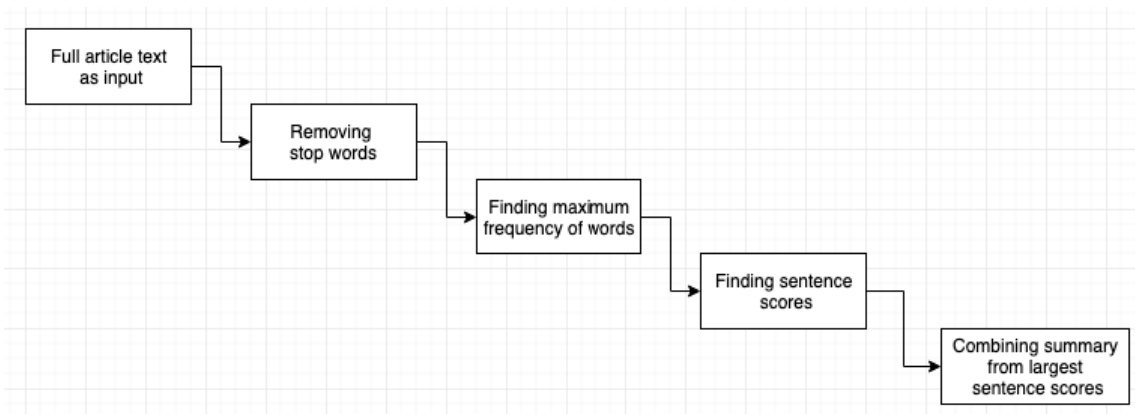 Full article text
as input
Removing
stop words
Finding maximum
frequency of words
Finding sentence
scores
Combining summary
from largest
sentence scores